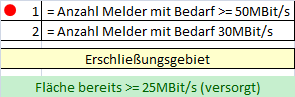 1 = Anzahl Melder mit Bedarf >= 50MBit/s
2 = Anzahl Melder mit Bedarf 30MBit/s
Erschließungsgebiet
Fläche bereits >= 25MBit/s (versorgt)